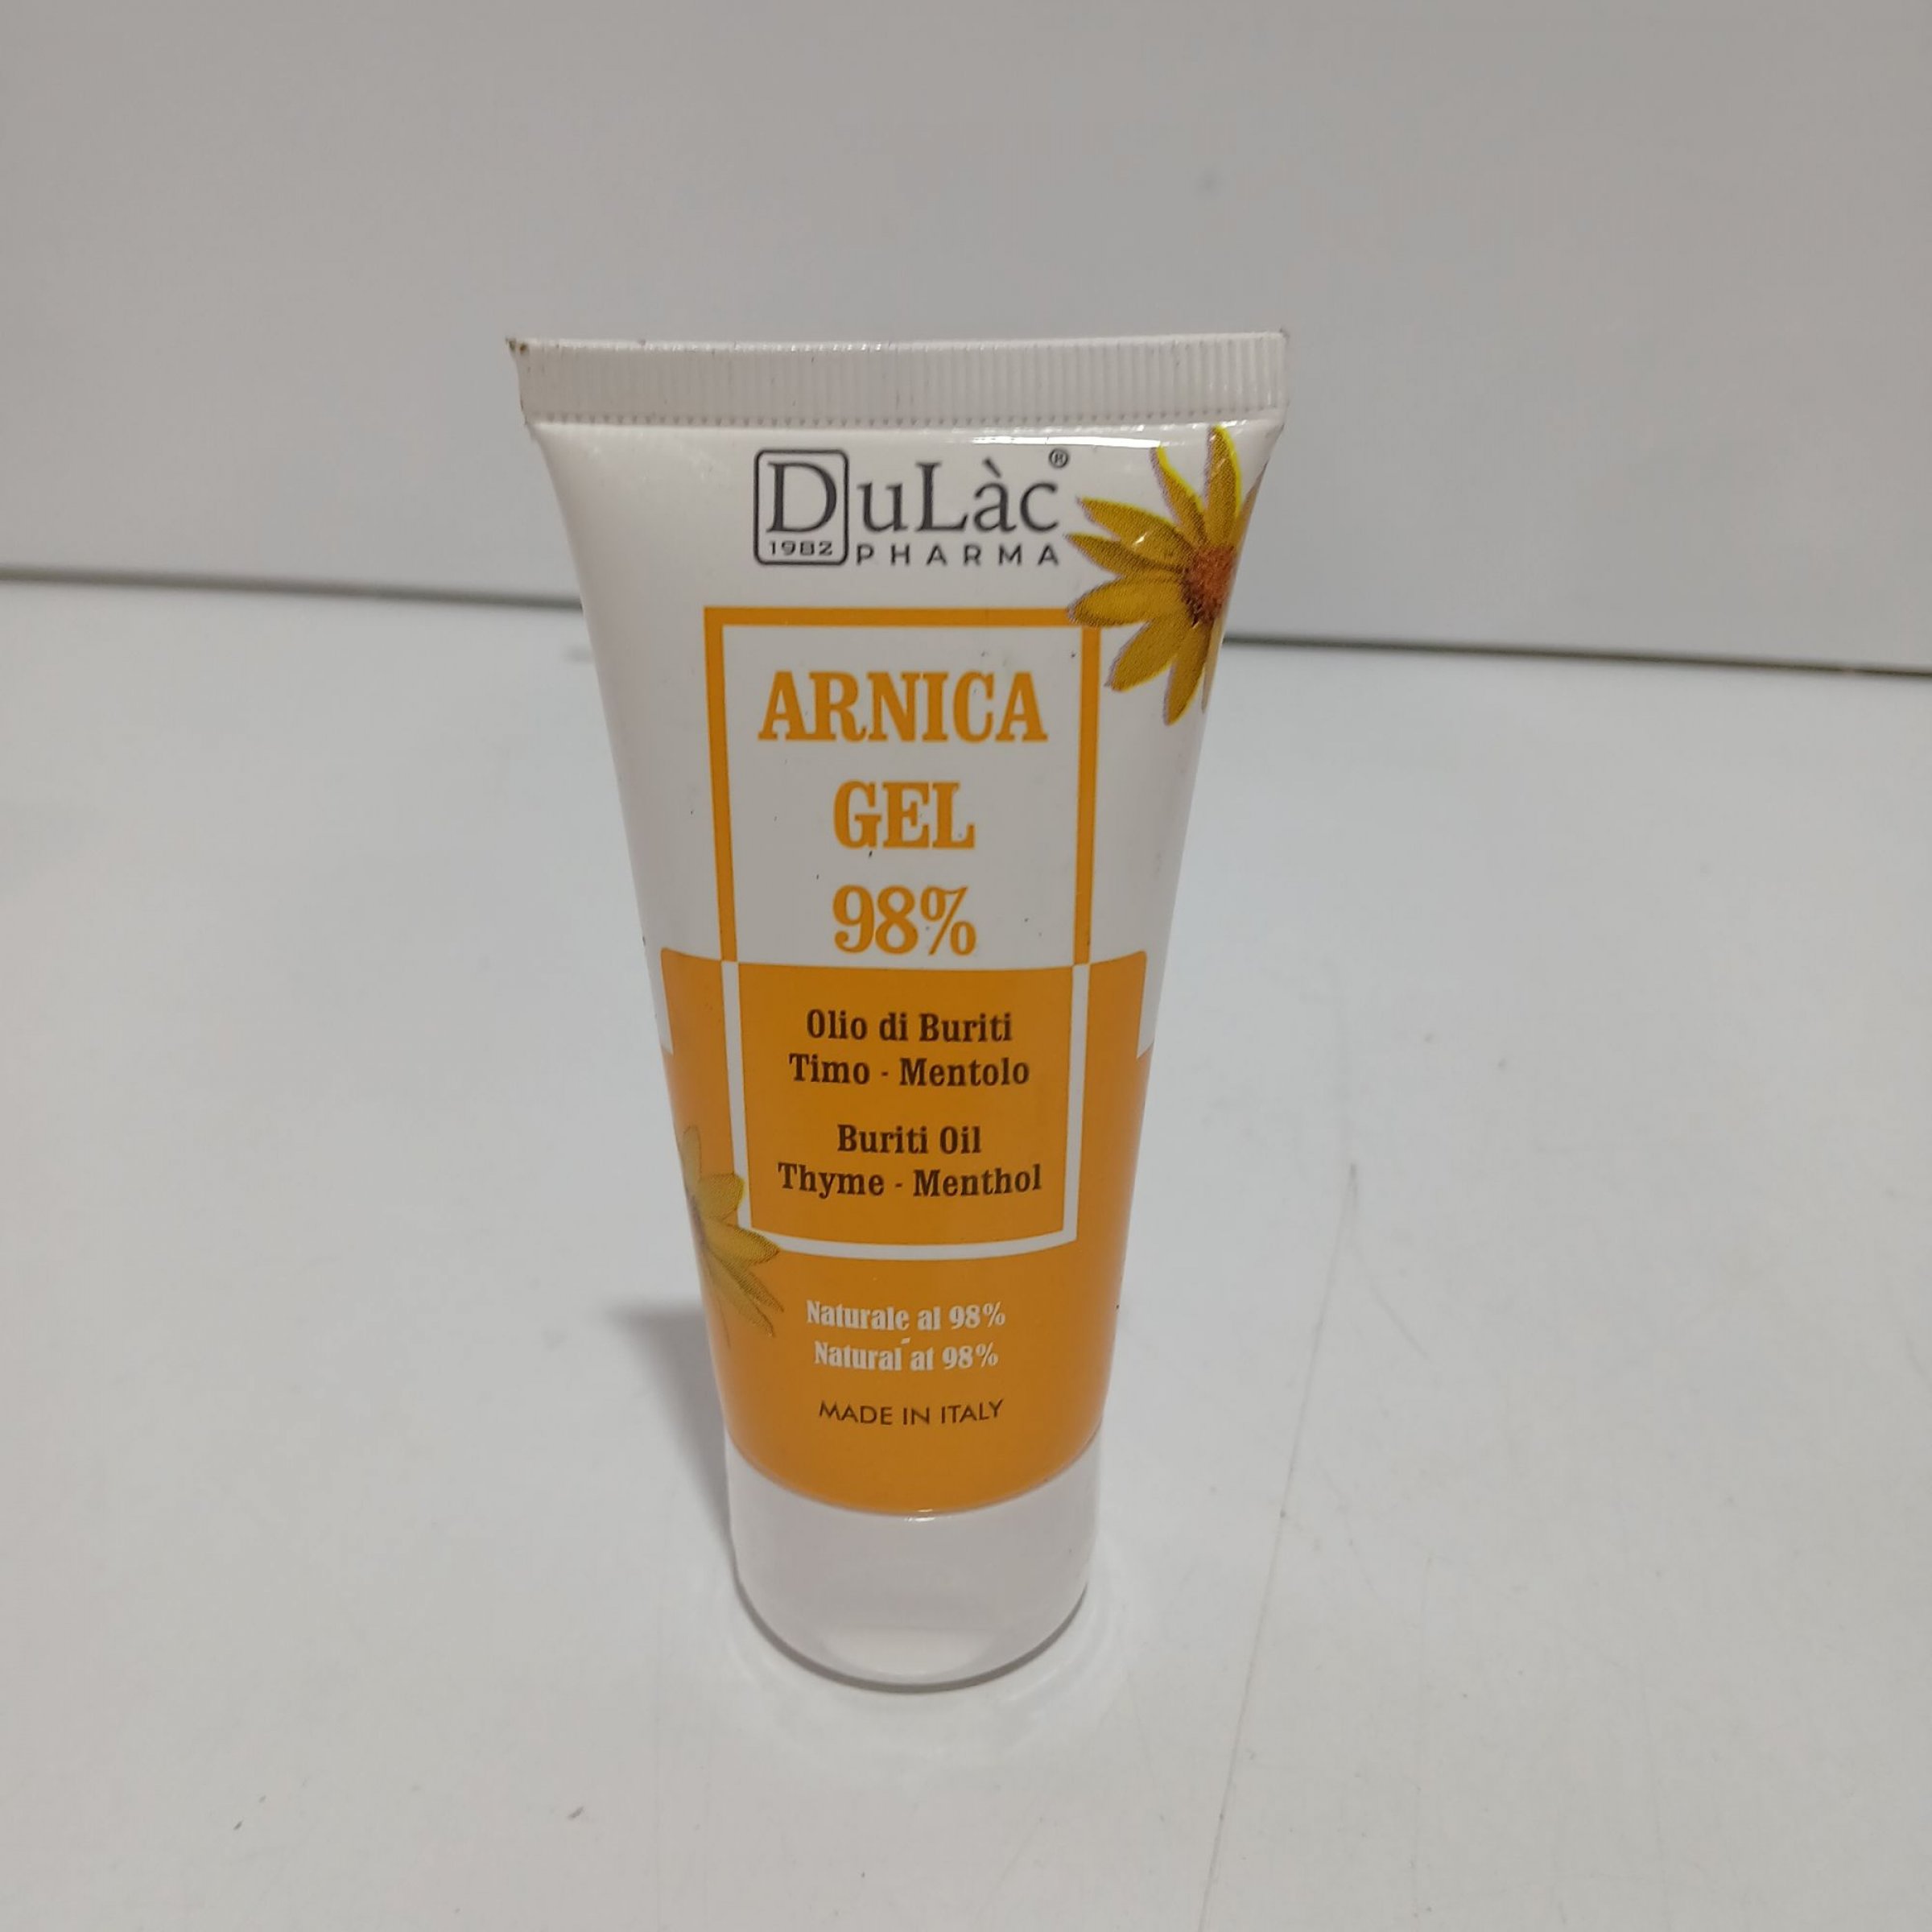 DuLàc®
1982 PHARMA
ARNICA
GEL
98%
Olio di Buriti
Timo - Mentolo
Buriti Oil
Thyme - Menthol
Naturale al 98%
Natural at 98%
MADE IN ITALY